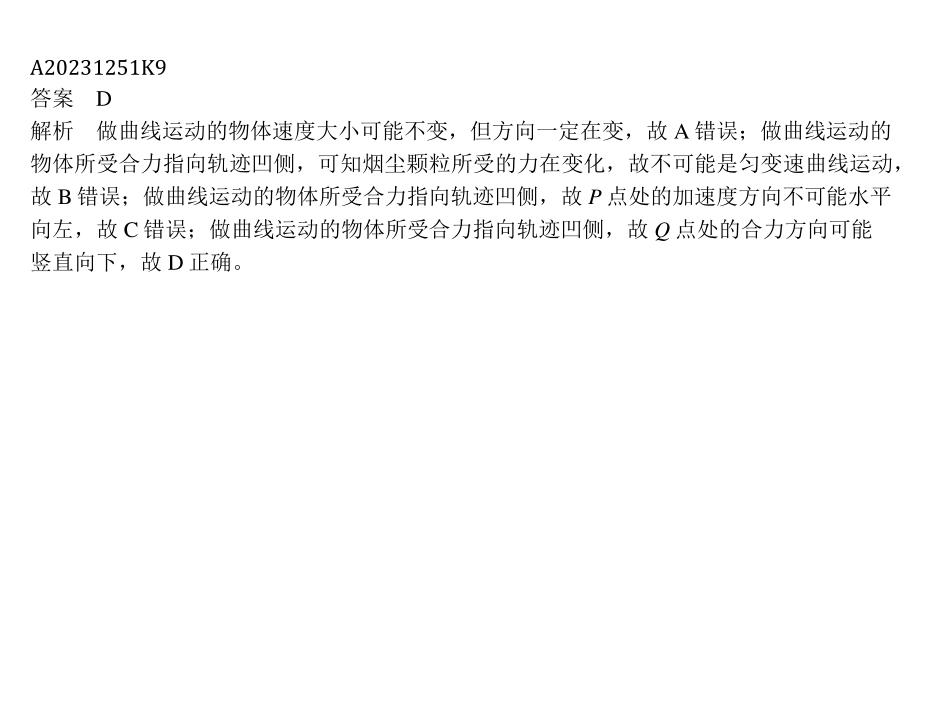 A20231251K9
答案　D
解析　做曲线运动的物体速度大小可能不变，但方向一定在变，故 A 错误；做曲线运动的
物体所受合力指向轨迹凹侧，可知烟尘颗粒所受的力在变化，故不可能是匀变速曲线运动，
故 B 错误；做曲线运动的物体所受合力指向轨迹凹侧，故 P 点处的加速度方向不可能水平
向左，故 C 错误；做曲线运动的物体所受合力指向轨迹凹侧，故 Q 点处的合力方向可能
竖直向下，故 D 正确。